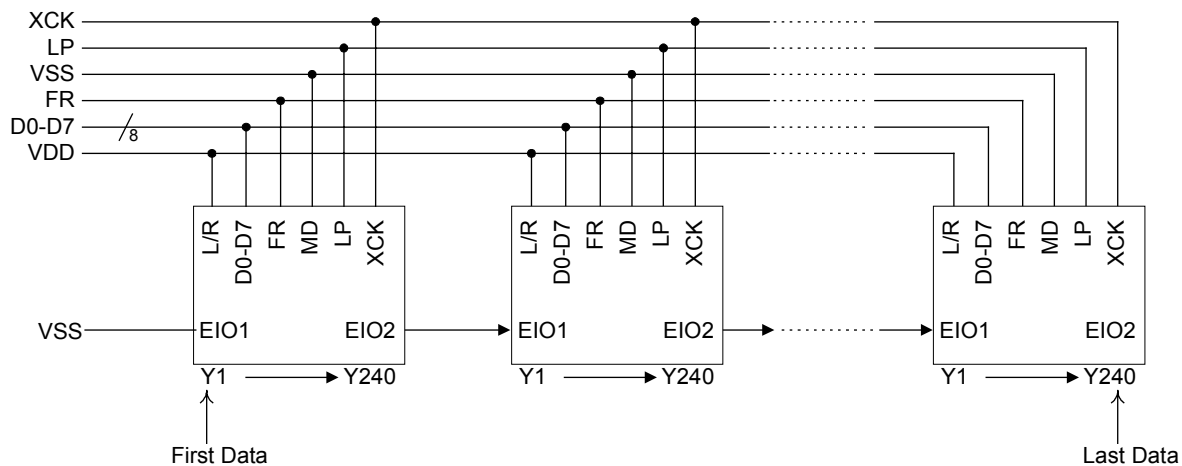 XCK
LP
VSS
FR
D0-D7
8
VDD
L/R D0-D7 FR MD LP XCK
L/R D0-D7 FR MD LP XCK
L/R D0-D7 FR MD LP XCK
VSS
EIO1 EIO2
EIO1 EIO2
EIO1 EIO2
Y1 Y240
Y1 Y240
Y1 Y240
First Data
Last Data